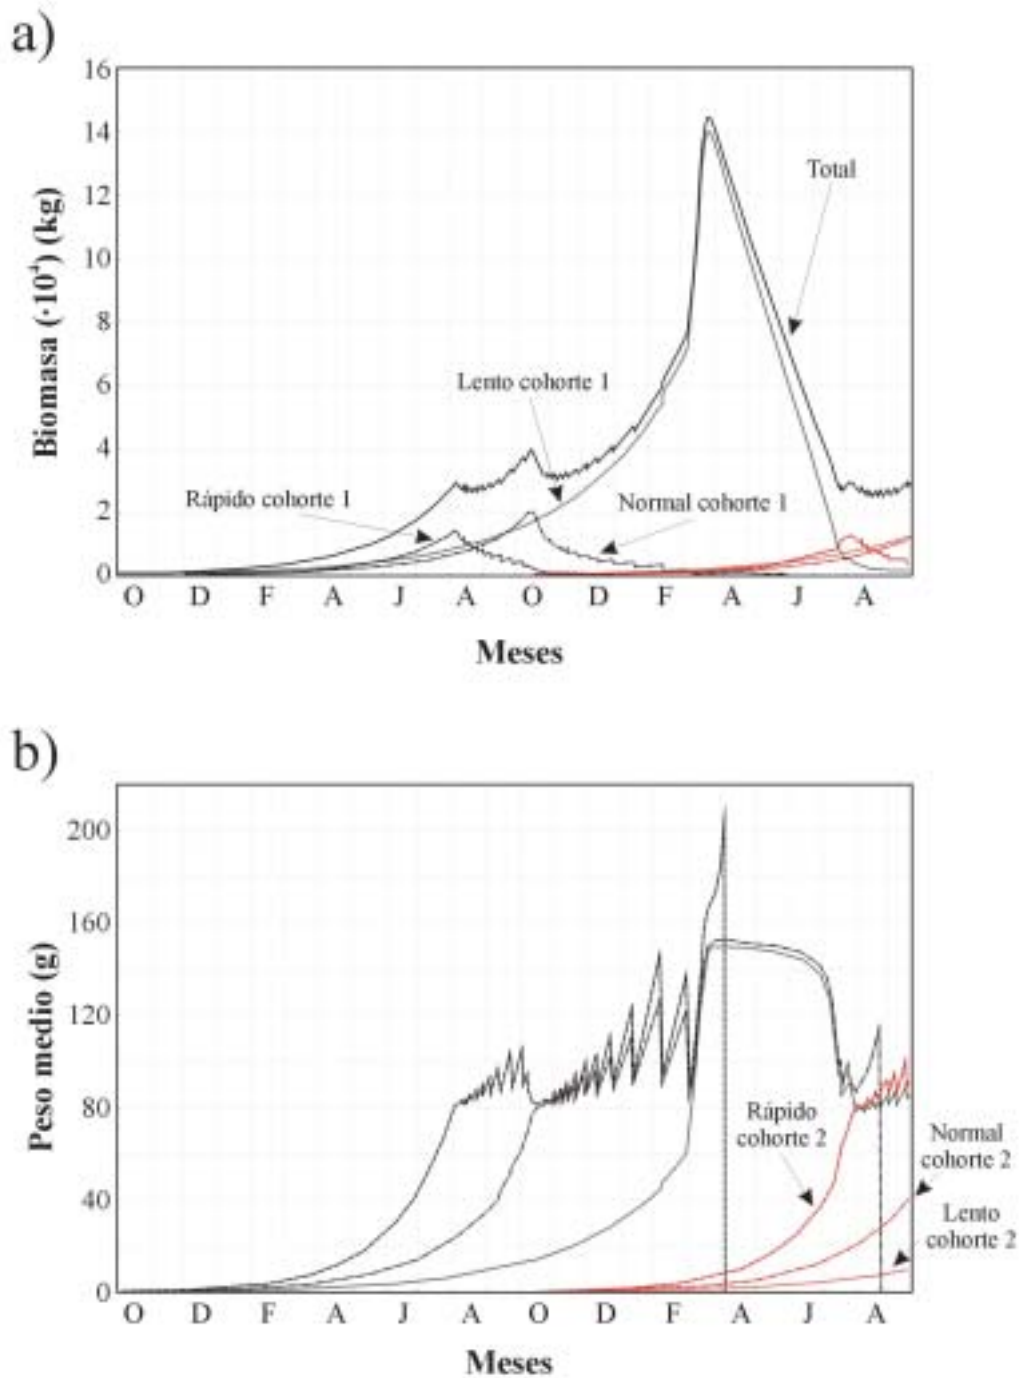 a)
16
14
12
10
8
6
4
2
0
Biomasa (·10⁴) (kg)
Total
Lento cohorte 1
Rápido cohorte 1
Normal cohorte 1
O D F A J A O D F A J A
Meses
b)
200
160
120
80
40
0
Peso medio (g)
Rápido
cohorte 2
Normal
cohorte 2
Lento
cohorte 2
O D F A J A O D F A J A
Meses